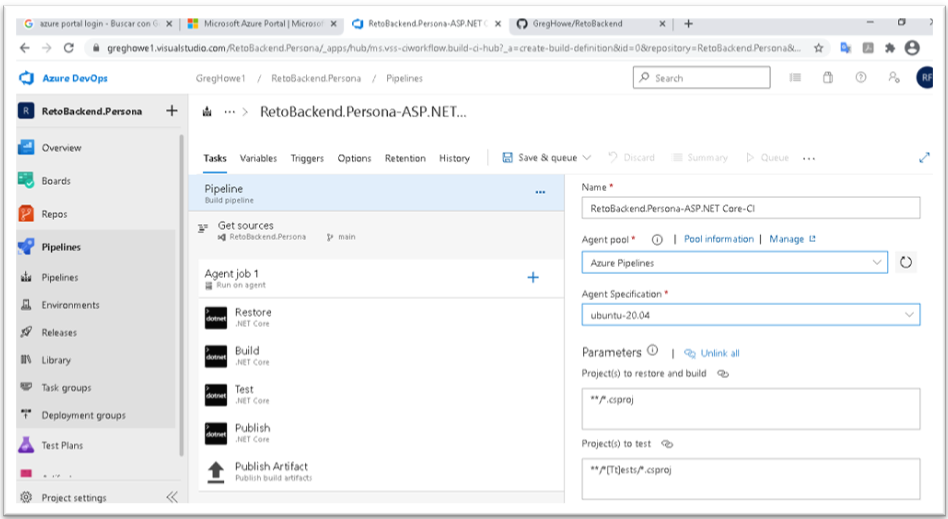 azure portal login - Buscar con G
Microsoft Azure Portal | Microsof
RetoBackend.Persona-ASP.NET C
GregHowe/RetoBackend
greghowe1.visualstudio.com/RetoBackend.Persona/_apps/hub/ms.vss-ciworkflow.build-ci-hub?_a=create-build-definition&id=0&repository=RetoBackend.Persona&...
Azure DevOps
GregHowe1 / RetoBackend.Persona / Pipelines
Search
RF
R RetoBackend.Persona
... > RetoBackend.Persona-ASP.NET...
Overview
Boards
Repos
Pipelines
Pipelines
Environments
Releases
Library
Task groups
Deployment groups
Test Plans
Project settings
Tasks Variables Triggers Options Retention History Save & queue Discard Summary Queue ...
Pipeline
Build pipeline
Get sources
RetoBackend.Persona main
Agent job 1
Run on agent
dotnet
Restore
.NET Core
dotnet
Build
.NET Core
dotnet
Test
.NET Core
dotnet
Publish
.NET Core
Publish Artifact
Publish build artifacts
Name *
RetoBackend.Persona-ASP.NET Core-CI
Agent pool * | Pool information | Manage
Azure Pipelines
Agent Specification *
ubuntu-20.04
Parameters | Unlink all
Project(s) to restore and build
**/*.csproj
Project(s) to test
**/*[Tt]ests/*.csproj